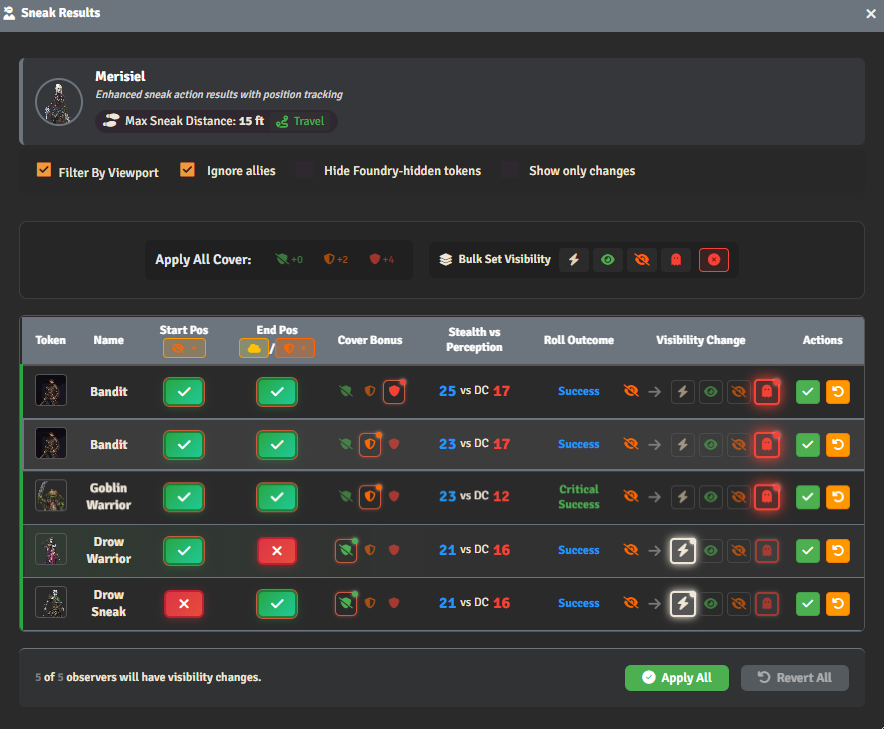 Sneak Results
Merisiel
Enhanced sneak action results with position tracking
Max Sneak Distance: 15 ft Travel
Filter By Viewport Ignore allies Hide Foundry-hidden tokens Show only changes
Apply All Cover: +0 +2 +4 Bulk Set Visibility
Token Name Start Pos End Pos / Cover Bonus Stealth vs Perception Roll Outcome Visibility Change Actions
Bandit 25 vs DC 17 Success
Bandit 23 vs DC 17 Success
Goblin Warrior 23 vs DC 12 Critical Success
Drow Warrior 21 vs DC 16 Success
Drow Sneak 21 vs DC 16 Success
5 of 5 observers will have visibility changes. Apply All Revert All